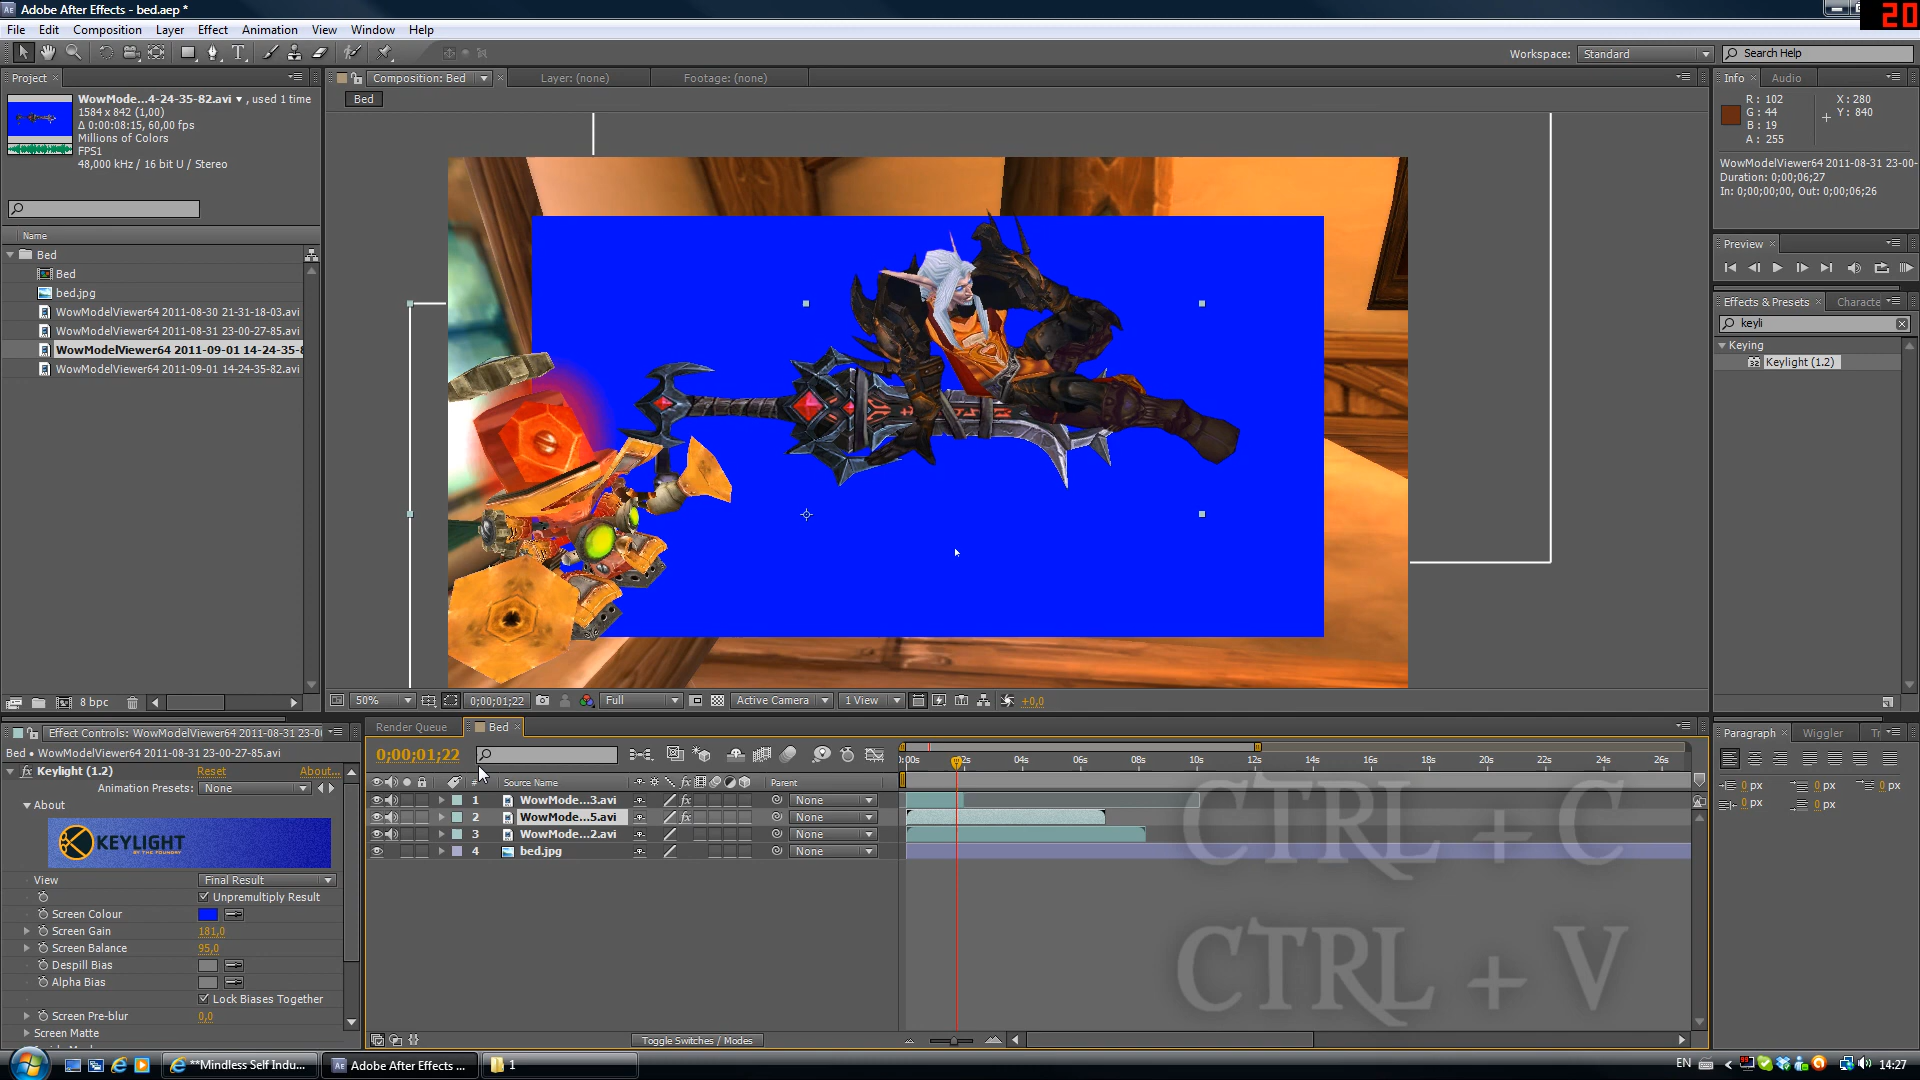 Adobe After Effects - bed.aep *
20
File Edit Composition Layer Effect Animation View Window Help
Workspace: Standard
Search Help
Project
WowMode...4-24-35-82.avi ▾ , used 1 time
1584 x 842 (1,00)
Δ 0:00:08:15, 60,00 fps
Millions of Colors
FPS1
48,000 kHz / 16 bit U / Stereo
Name
Bed
Bed
bed.jpg
WowModelViewer64 2011-08-30 21-31-18-03.avi
WowModelViewer64 2011-08-31 23-00-27-85.avi
WowModelViewer64 2011-09-01 14-24-35-8
WowModelViewer64 2011-09-01 14-24-35-82.avi
8 bpc
Composition: Bed
Layer: (none)
Footage: (none)
Bed
50%
0;00;01;22
Full
Active Camera
1 View
+0,0
Info
Audio
R: 102
G: 44
B: 19
A: 255
X: 280
Y: 840
WowModelViewer64 2011-08-31 23-00-
Duration: 0;00;06;27
In: 0;00;00;00, Out: 0;00;06;26
Preview
Effects & Presets
Characte
keyli
Keying
Keylight (1.2)
Effect Controls: WowModelViewer64 2011-08-31 23-0
Bed • WowModelViewer64 2011-08-31 23-00-27-85.avi
fx Keylight (1.2) Reset About...
Animation Presets: None
About
KEYLIGHT
BY THE FOUNDRY
View Final Result
Unpremultiply Result
Screen Colour
Screen Gain 181,0
Screen Balance 95,0
Despill Bias
Alpha Bias
Lock Biases Together
Screen Pre-blur 0,0
Screen Matte
Render Queue
Bed
0;00;01;22
# Source Name
Parent
1 WowMode...3.avi None
2 WowMode...5.avi None
3 WowMode...2.avi None
4 bed.jpg None
:00s 02s 04s 06s 08s 10s 12s 14s 16s 18s 20s 22s 24s 26s
CTRL + C
CTRL + V
Toggle Switches / Modes
Paragraph
Wiggler
0 px 0 px 0 px
0 px 0 px
**Mindless Self Indu...
Adobe After Effects ...
1
EN
14:27